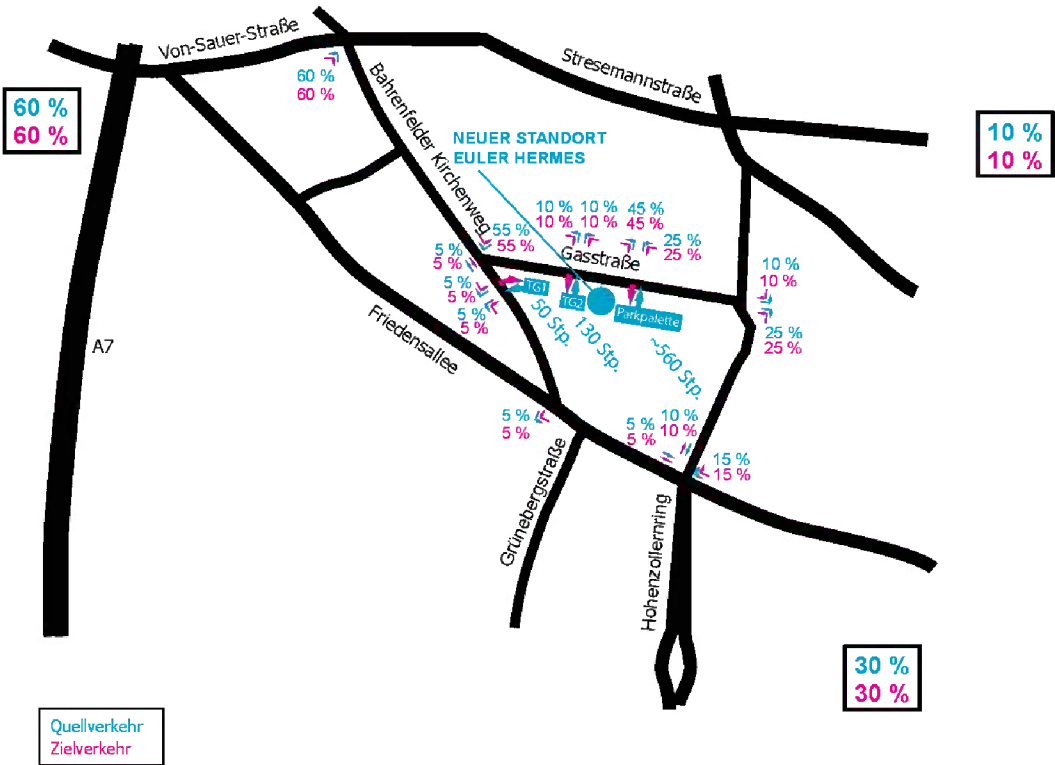 Von-Sauer-Straße
Stresemannstraße
60 %
60 %
60 %
60 %
Bahrenfelder Kirchenweg
10 %
10 %
NEUER STANDORT
EULER HERMES
10 %
10 %
10 %
10 %
45 %
45 %
55 %
55 %
25 %
25 %
Gasstraße
5 %
5 %
5 %
5 %
5 %
5 %
TG1
TG2
Parkpalette
50 Stp.
130 Stp.
~560 Stp.
10 %
10 %
25 %
25 %
A7
Friedensallee
5 %
5 %
5 %
5 %
10 %
10 %
15 %
15 %
Grünebergstraße
Hohenzollernring
30 %
30 %
Quellverkehr
Zielverkehr